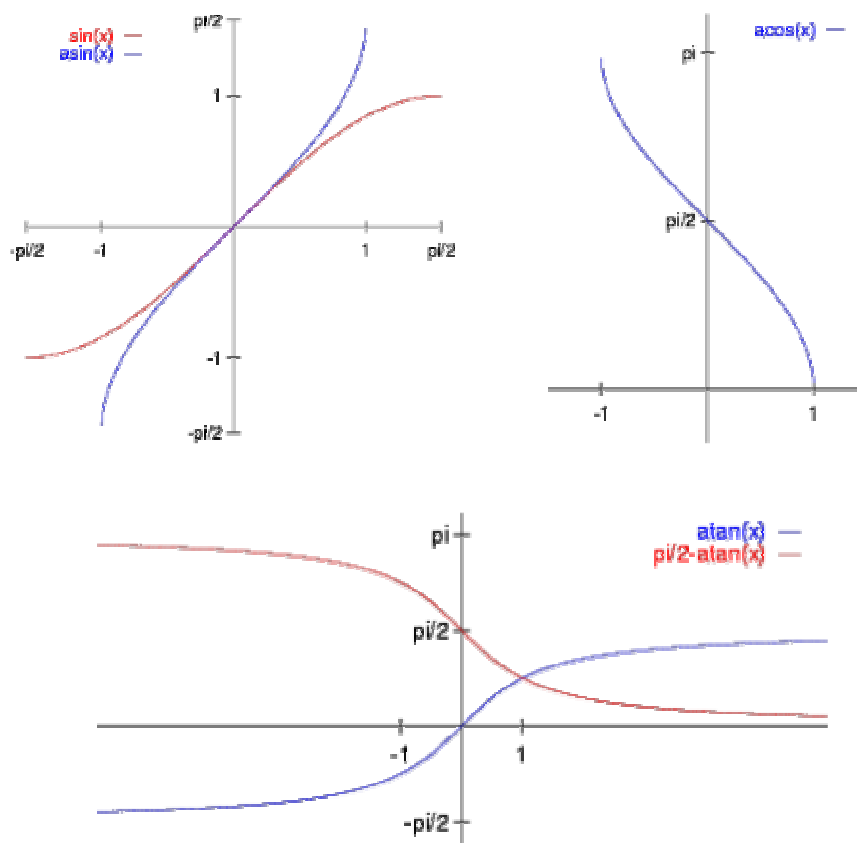 sin(x)
asin(x)
pi/2
1
-pi/2
-1
1
pi/2
-1
-pi/2
acos(x)
pi
pi/2
-1
1
atan(x)
pi/2-atan(x)
pi
pi/2
-1
1
-pi/2